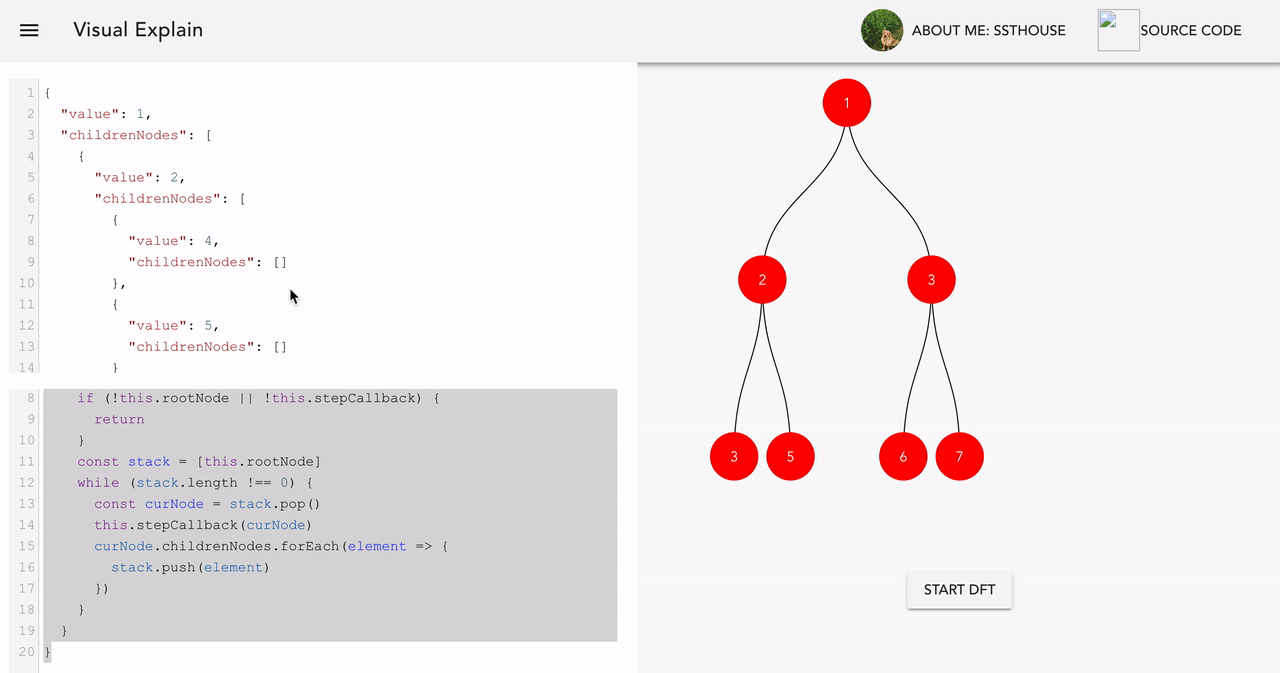 Visual Explain
ABOUT ME: SSTHOUSE
SOURCE CODE
1 {
2 "value": 1,
3 "childrenNodes": [
4 {
5 "value": 2,
6 "childrenNodes": [
7 {
8 "value": 4,
9 "childrenNodes": []
10 },
11 {
12 "value": 5,
13 "childrenNodes": []
14 }
8 if (!this.rootNode || !this.stepCallback) {
9 return
10 }
11 const stack = [this.rootNode]
12 while (stack.length !== 0) {
13 const curNode = stack.pop()
14 this.stepCallback(curNode)
15 curNode.childrenNodes.forEach(element => {
16 stack.push(element)
17 })
18 }
19 }
20 }
1
2 3
3 5 6 7
START DFT